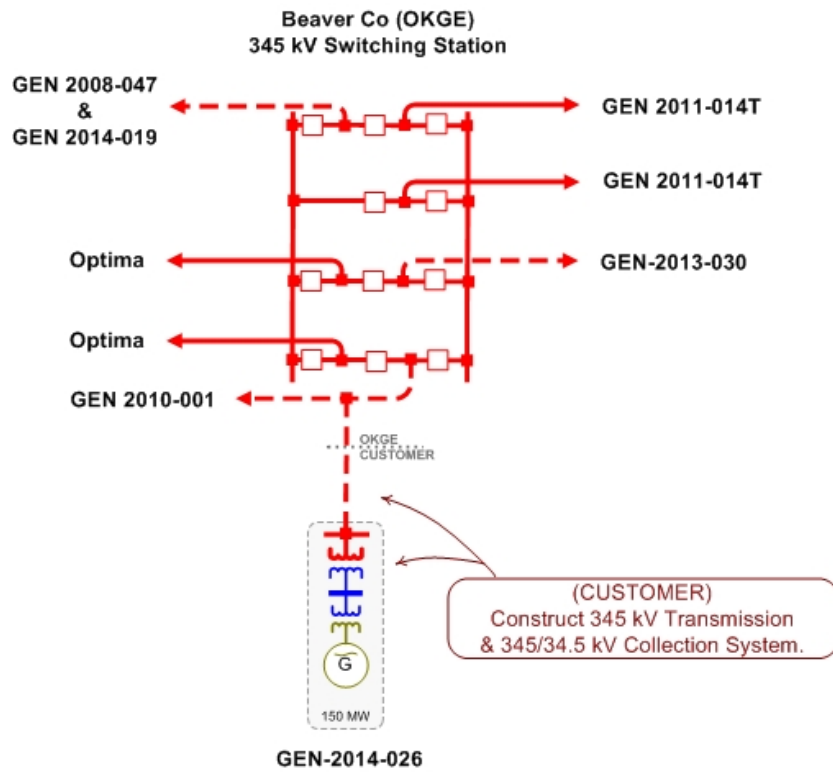 Beaver Co (OKGE)
345 kV Switching Station
GEN 2008-047
&
GEN 2014-019
GEN 2011-014T
GEN 2011-014T
Optima
GEN-2013-030
Optima
GEN 2010-001
OKGE
CUSTOMER
(CUSTOMER)
Construct 345 kV Transmission
& 345/34.5 kV Collection System.
G
150 MW
GEN-2014-026